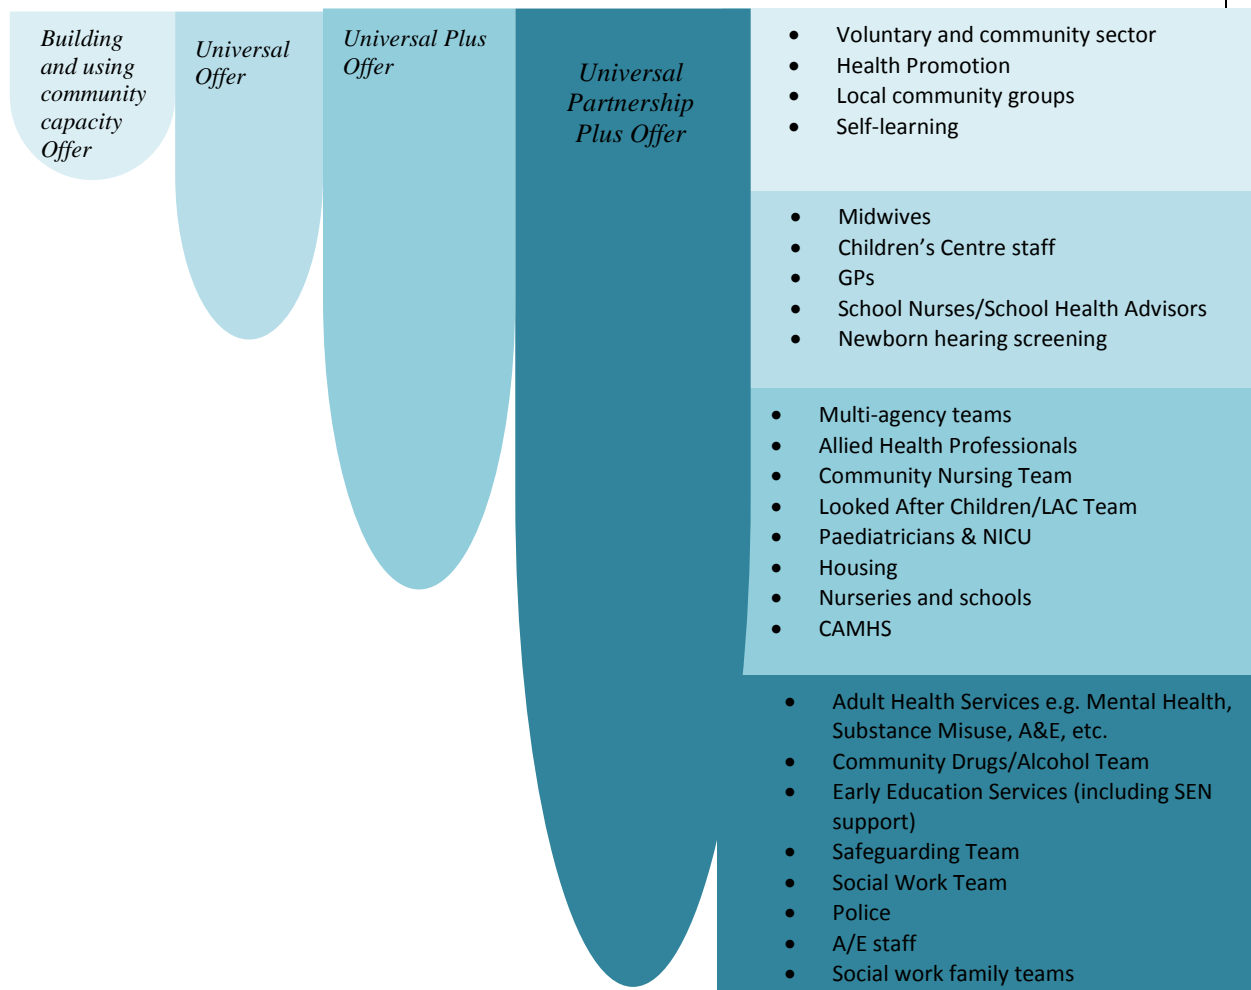 Building
and using
community
capacity
Offer
Universal
Offer
Universal Plus
Offer
Universal
Partnership
Plus Offer
• Voluntary and community sector
• Health Promotion
• Local community groups
• Self-learning
• Midwives
• Children’s Centre staff
• GPs
• School Nurses/School Health Advisors
• Newborn hearing screening
• Multi-agency teams
• Allied Health Professionals
• Community Nursing Team
• Looked After Children/LAC Team
• Paediatricians & NICU
• Housing
• Nurseries and schools
• CAMHS
• Adult Health Services e.g. Mental Health,
Substance Misuse, A&E, etc.
• Community Drugs/Alcohol Team
• Early Education Services (including SEN
support)
• Safeguarding Team
• Social Work Team
• Police
• A/E staff
• Social work family teams